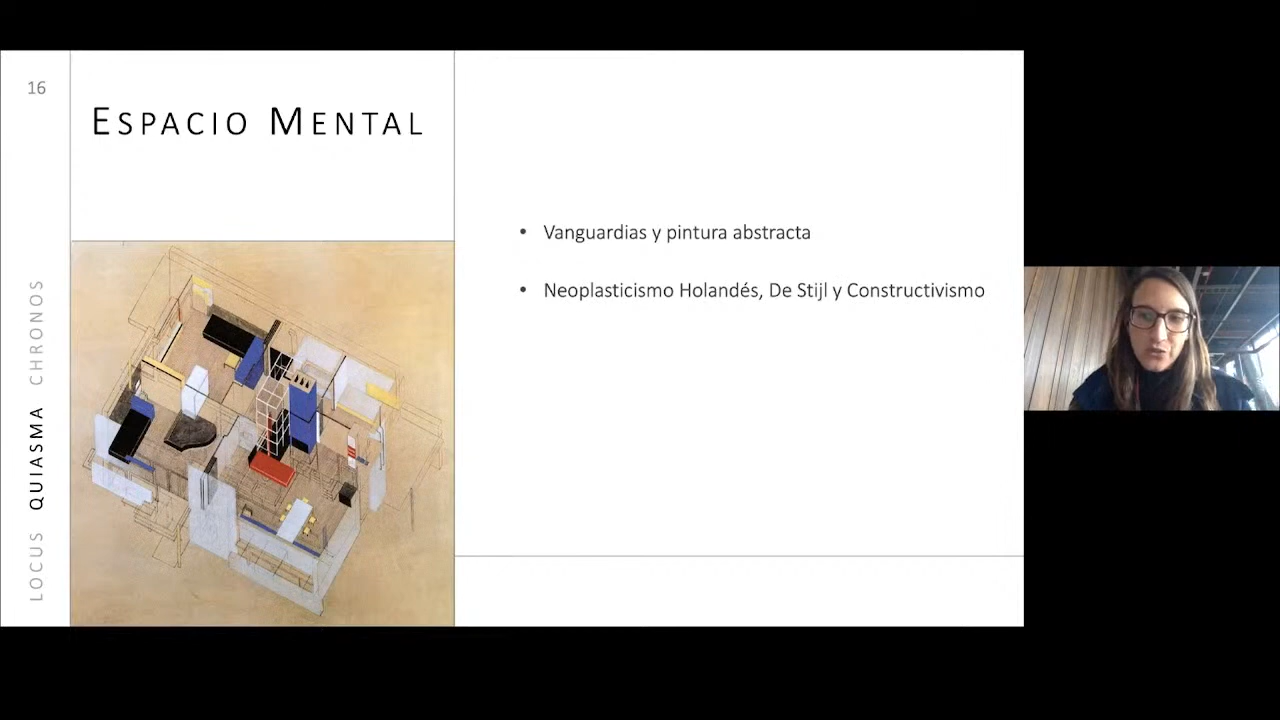 16
ESPACIO MENTAL
• Vanguardias y pintura abstracta
• Neoplasticismo Holandés, De Stijl y Constructivismo
LOCUS QUIASMA CHRONOS